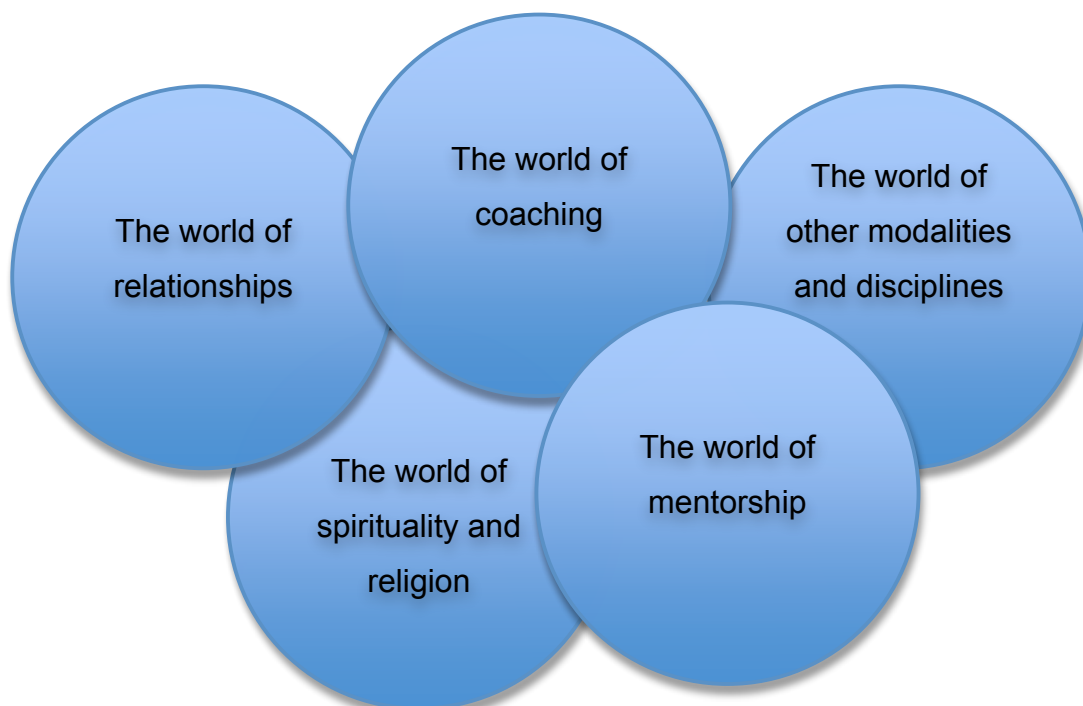 The world of
relationships
The world of
coaching
The world of
other modalities
and disciplines
The world of
spirituality and
religion
The world of
mentorship